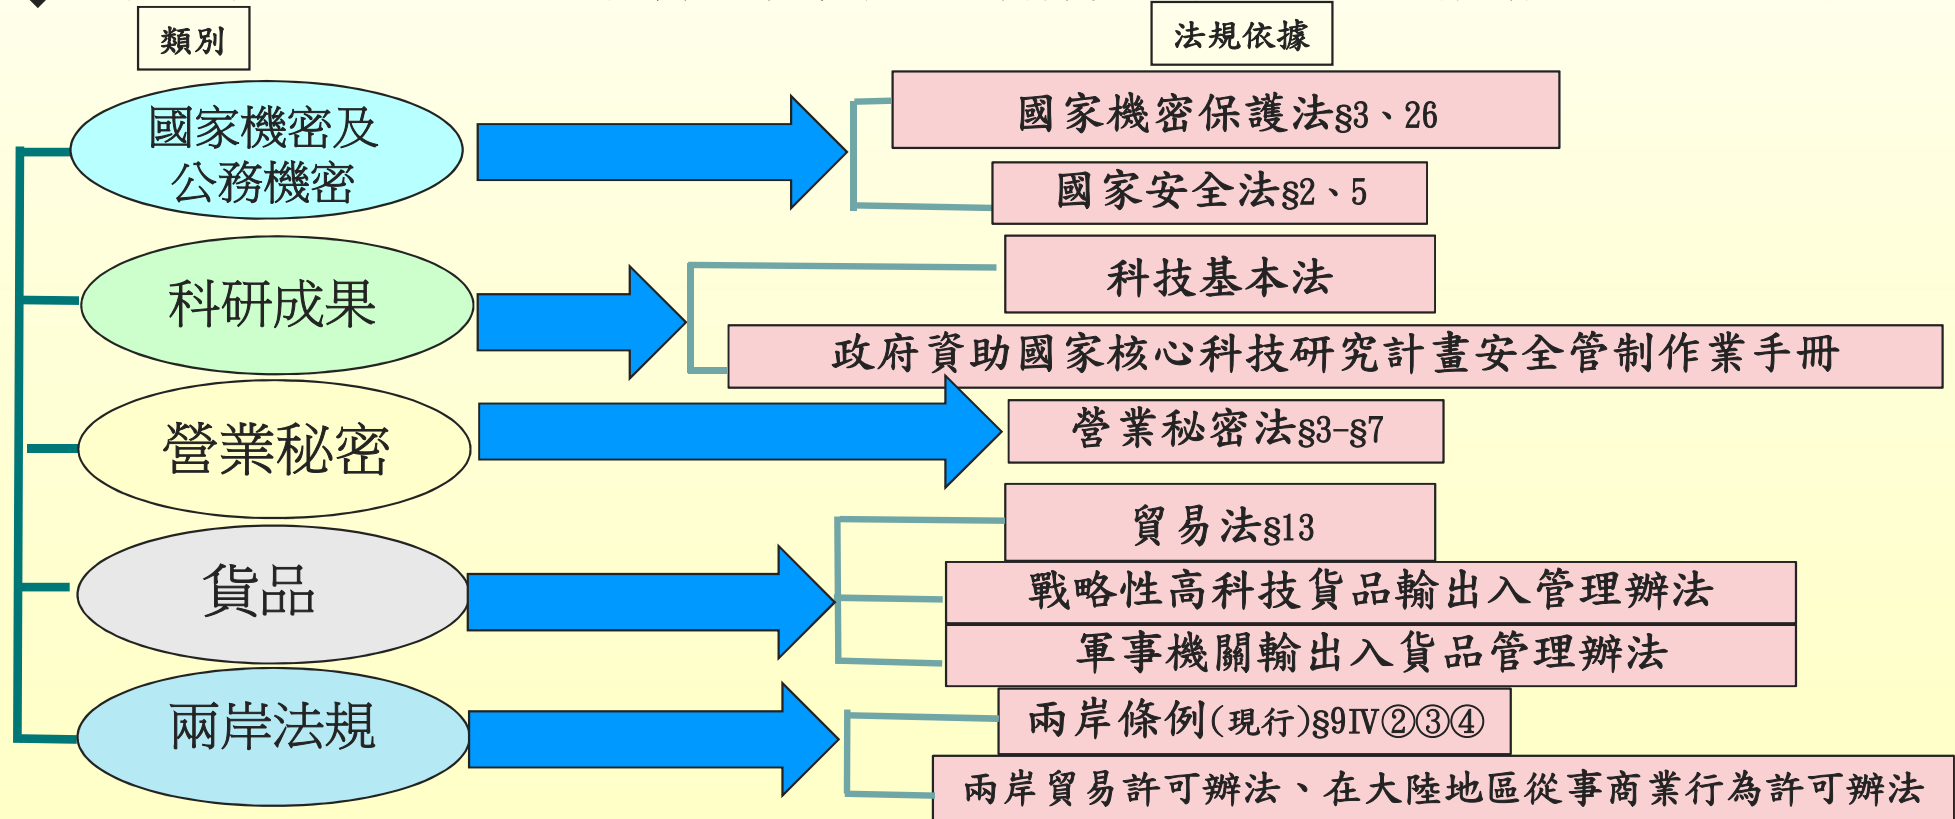 類別
法規依據
國家機密及
公務機密
國家機密保護法§3、26
國家安全法§2、5
科研成果
科技基本法
政府資助國家核心科技研究計畫安全管制作業手冊
營業秘密
營業秘密法§3-§7
貨品
貿易法§13
戰略性高科技貨品輸出入管理辦法
軍事機關輸出入貨品管理辦法
兩岸法規
兩岸條例(現行)§9Ⅳ②③④
兩岸貿易許可辦法、在大陸地區從事商業行為許可辦法